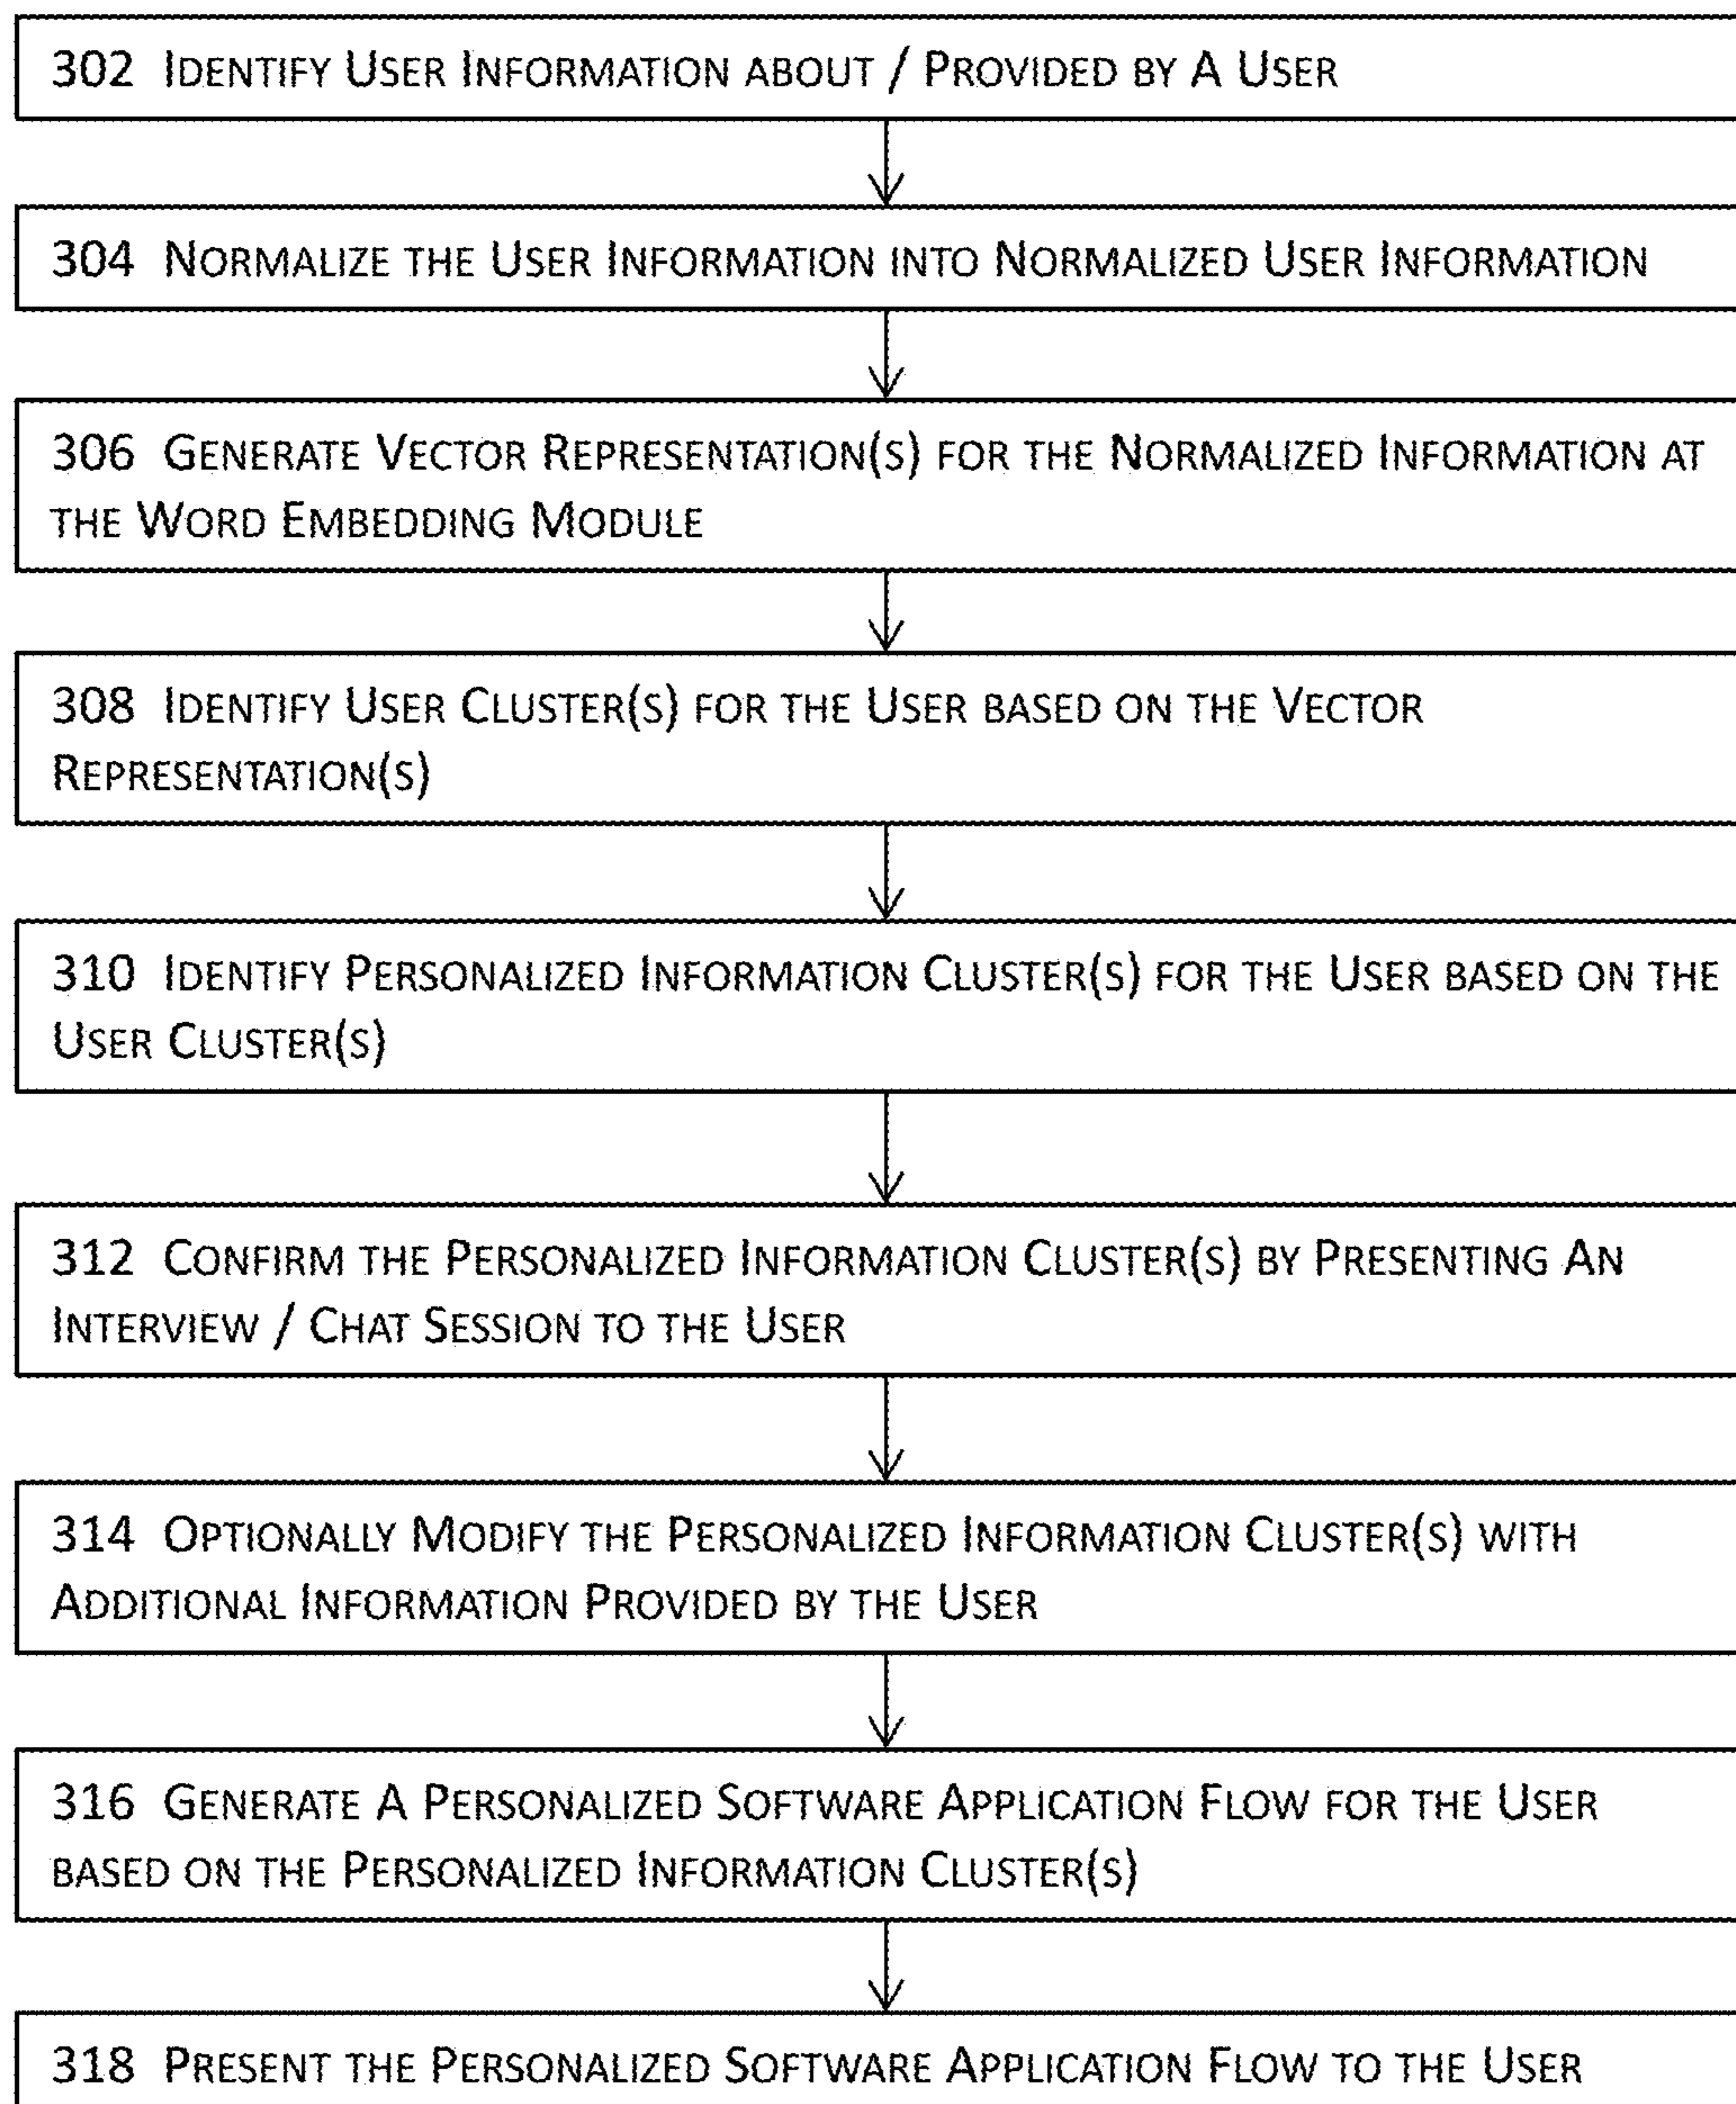 302 Identify User Information about / Provided by A User
304 Normalize the User Information into Normalized User Information
306 Generate Vector Representation(s) for the Normalized Information at
the Word Embedding Module
308 Identify User Cluster(s) for the User based on the Vector
Representation(s)
310 Identify Personalized Information Cluster(s) for the User based on the
User Cluster(s)
312 Confirm the Personalized Information Cluster(s) by Presenting An
Interview / Chat Session to the User
314 Optionally Modify the Personalized Information Cluster(s) with
Additional Information Provided by the User
316 Generate A Personalized Software Application Flow for the User
based on the Personalized Information Cluster(s)
318 Present the Personalized Software Application Flow to the User